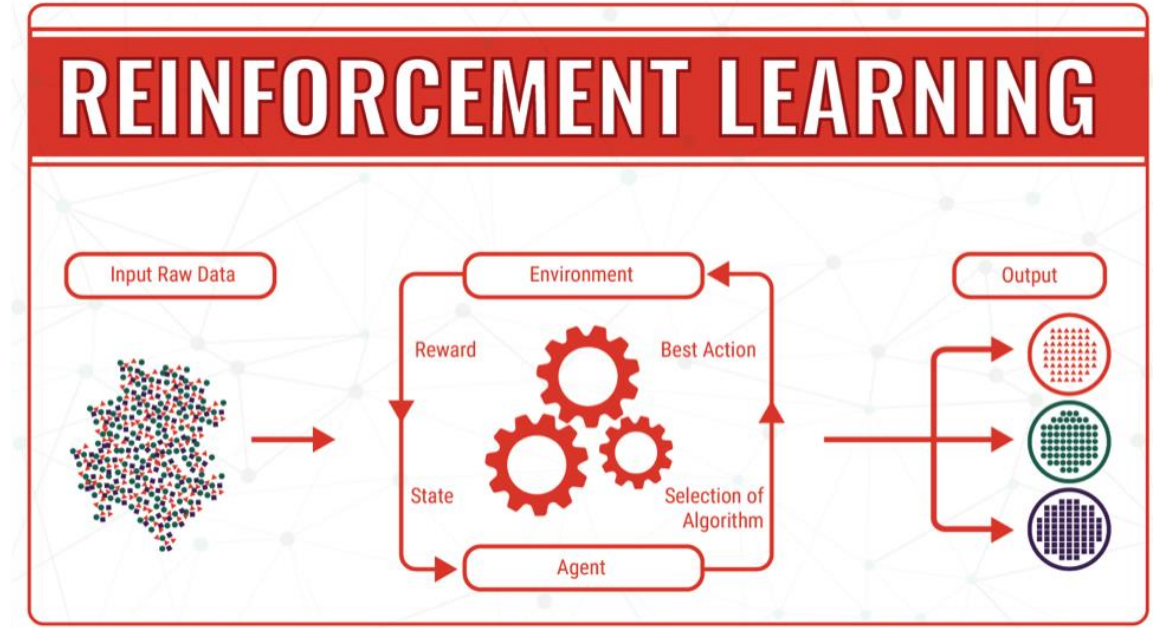 REINFORCEMENT LEARNING
Input Raw Data
Environment
Output
Reward
Best Action
State
Selection of
Algorithm
Agent